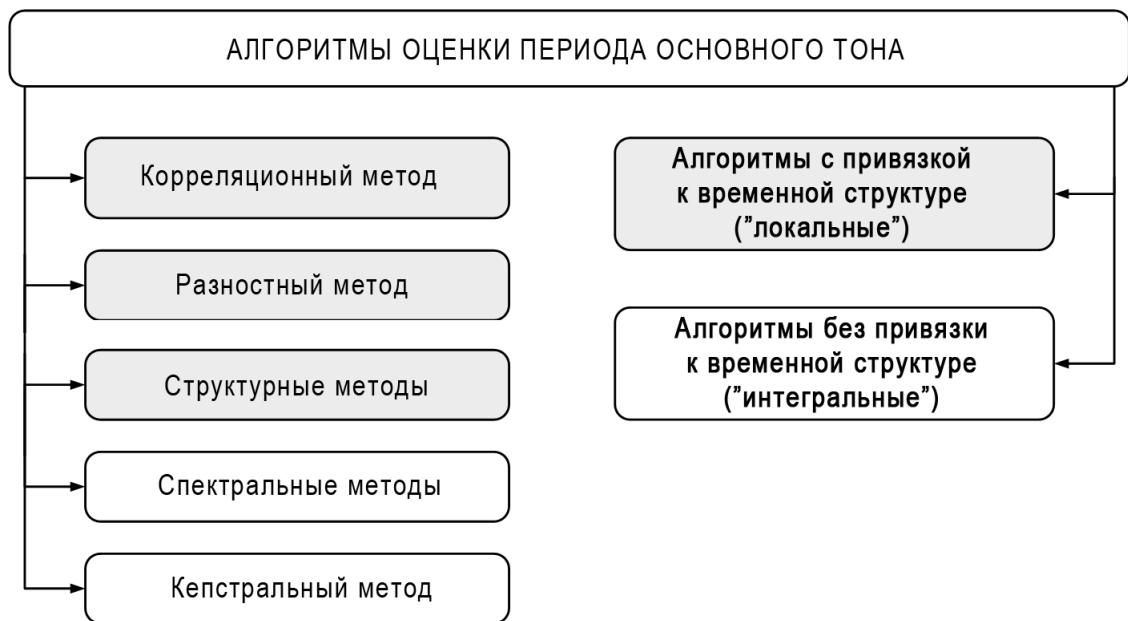 АЛГОРИТМЫ ОЦЕНКИ ПЕРИОДА ОСНОВНОГО ТОНА
Корреляционный метод
Разностный метод
Структурные методы
Спектральные методы
Кепстральный метод
Алгоритмы с привязкой
к временной структуре
(”локальные”)
Алгоритмы без привязки
к временной структуре
(”интегральные”)